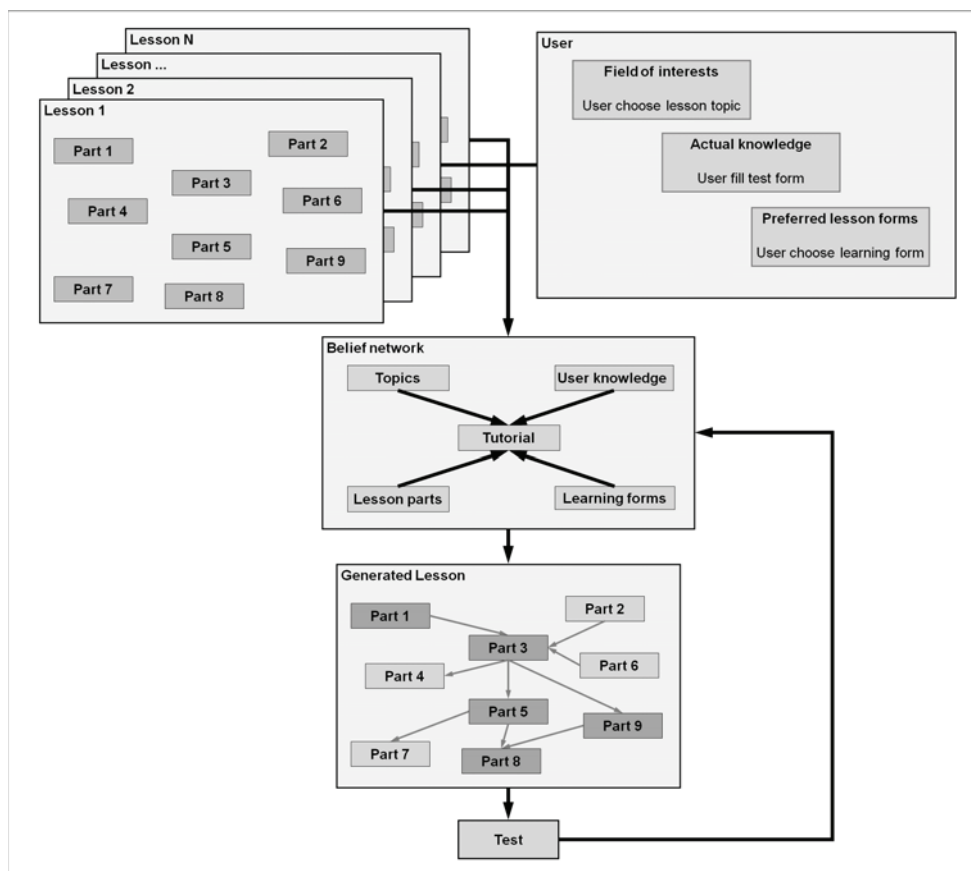 Lesson N
Lesson ...
Lesson 2
Lesson 1
Part 1
Part 2
Part 3
Part 4
Part 6
Part 5
Part 9
Part 7
Part 8
User
Field of interests
User choose lesson topic
Actual knowledge
User fill test form
Preferred lesson forms
User choose learning form
Belief network
Topics
User knowledge
Tutorial
Lesson parts
Learning forms
Generated Lesson
Part 1
Part 2
Part 3
Part 4
Part 6
Part 5
Part 9
Part 7
Part 8
Test